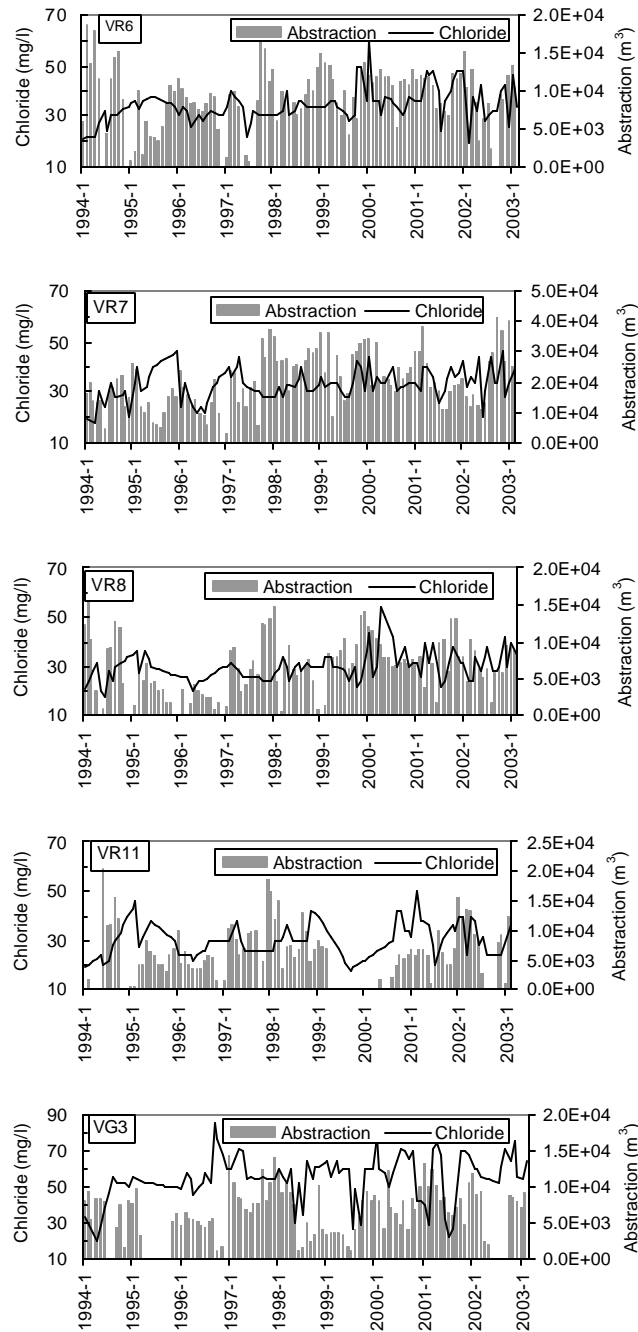 VR6
Abstraction Chloride
Chloride (mg/l)
70
50
30
10
2.0E+04
1.5E+04
1.0E+04
5.0E+03
0.0E+00
Abstraction (m³)
1994-1 1995-1 1996-1 1997-1 1998-1 1999-1 2000-1 2001-1 2002-1 2003-1
VR7
Abstraction Chloride
Chloride (mg/l)
70
50
30
10
5.0E+04
4.0E+04
3.0E+04
2.0E+04
1.0E+04
0.0E+00
Abstraction (m³)
1994-1 1995-1 1996-1 1997-1 1998-1 1999-1 2000-1 2001-1 2002-1 2003-1
VR8
Abstraction Chloride
Chloride (mg/l)
70
50
30
10
2.0E+04
1.5E+04
1.0E+04
5.0E+03
0.0E+00
Abstraction (m³)
1994-1 1995-1 1996-1 1997-1 1998-1 1999-1 2000-1 2001-1 2002-1 2003-1
VR11
Abstraction Chloride
Chloride (mg/l)
70
50
30
10
2.5E+04
2.0E+04
1.5E+04
1.0E+04
5.0E+03
0.0E+00
Abstraction (m³)
1994-1 1995-1 1996-1 1997-1 1998-1 1999-1 2000-1 2001-1 2002-1 2003-1
VG3
Abstraction Chloride
Chloride (mg/l)
90
70
50
30
10
2.0E+04
1.5E+04
1.0E+04
5.0E+03
0.0E+00
Abstraction (m³)
1994-1 1995-1 1996-1 1997-1 1998-1 1999-1 2000-1 2001-1 2002-1 2003-1